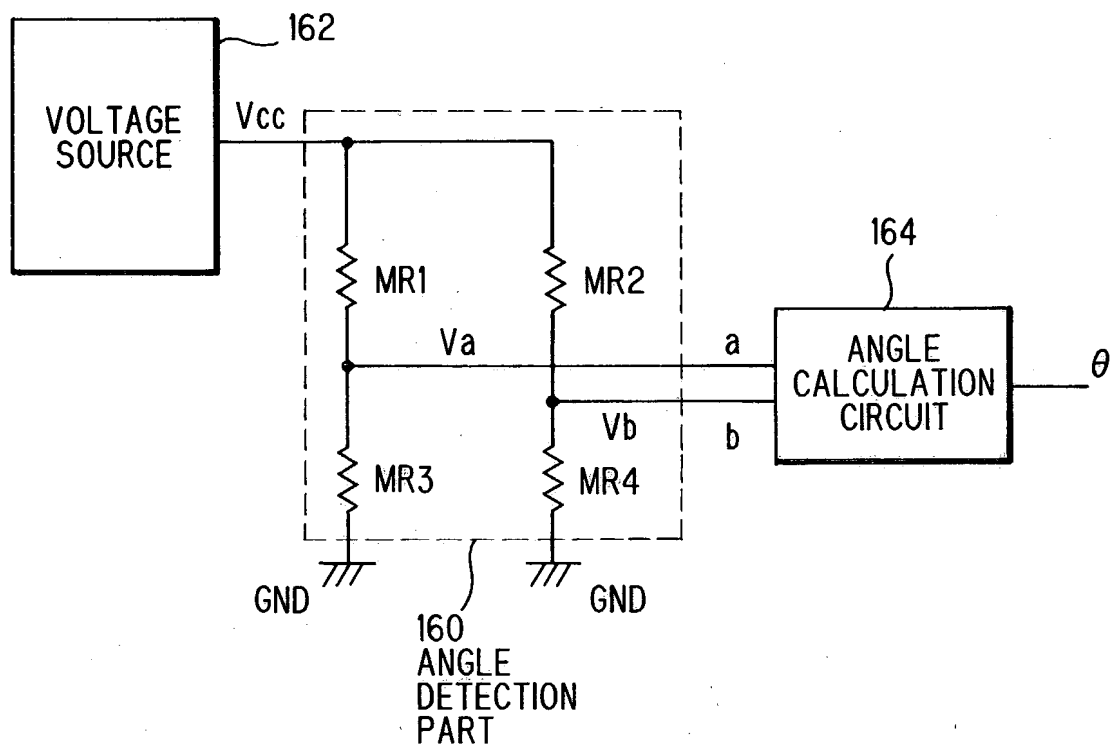 162
VOLTAGE
SOURCE
Vcc
MR1
MR2
164
Va
a
ANGLE
CALCULATION
CIRCUIT
θ
Vb
b
MR3
MR4
GND
GND
160
ANGLE
DETECTION
PART